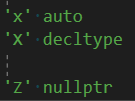 'x' auto
'X' decltype
'Z' nullptr